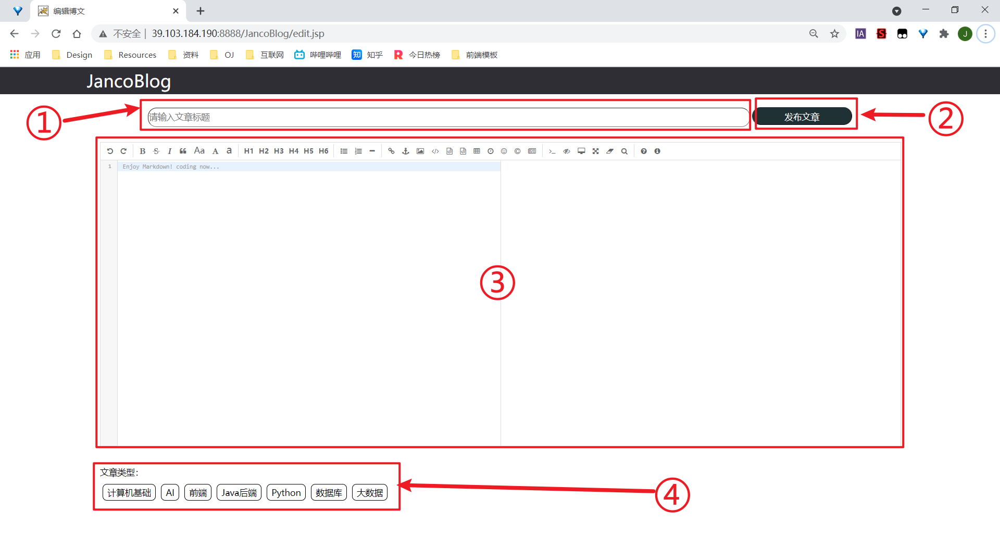 编辑博文
不安全 | 39.103.184.190:8888/JancoBlog/edit.jsp
IA S J
应用 Design Resources 资料 OJ 互联网 哔哩哔哩 知 知乎 R 今日热榜 前端模板
JancoBlog
① 请输入文章标题 发布文章 ②
B S I Aa A a H1 H2 H3 H4 H5 H6
1 Enjoy Markdown! coding now...
③
文章类型：
计算机基础 AI 前端 Java后端 Python 数据库 大数据
④